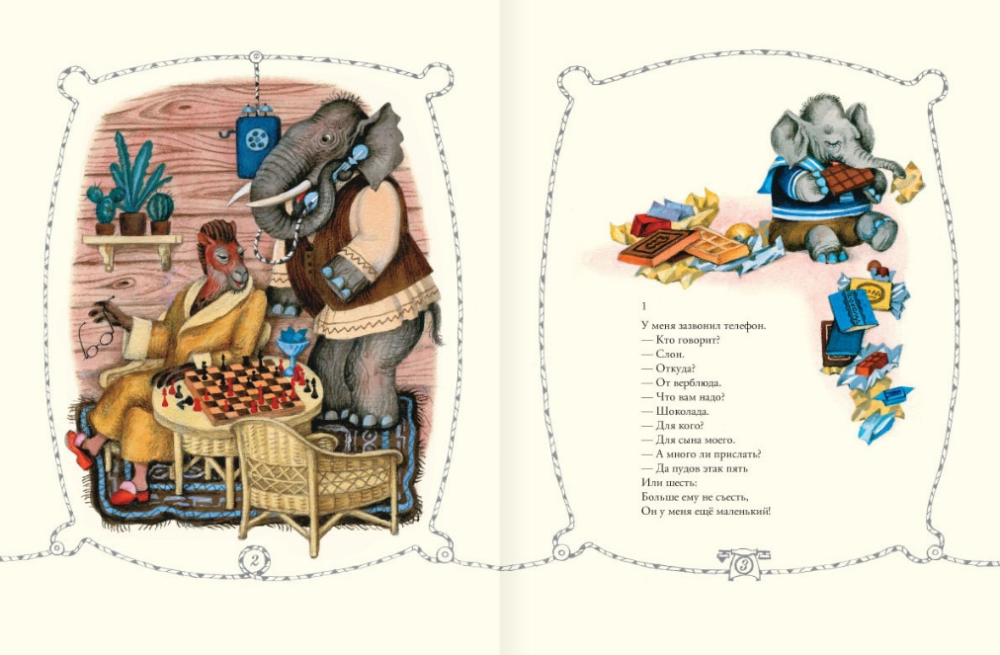 1
У меня зазвонил телефон.
— Кто говорит?
— Слон.
— Откуда?
— От верблюда.
— Что вам надо?
— Шоколада.
— Для кого?
— Для сына моего.
— А много ли прислать?
— Да пудов этак пять
Или шесть:
Больше ему не съесть,
Он у меня ещё маленький!
2
3